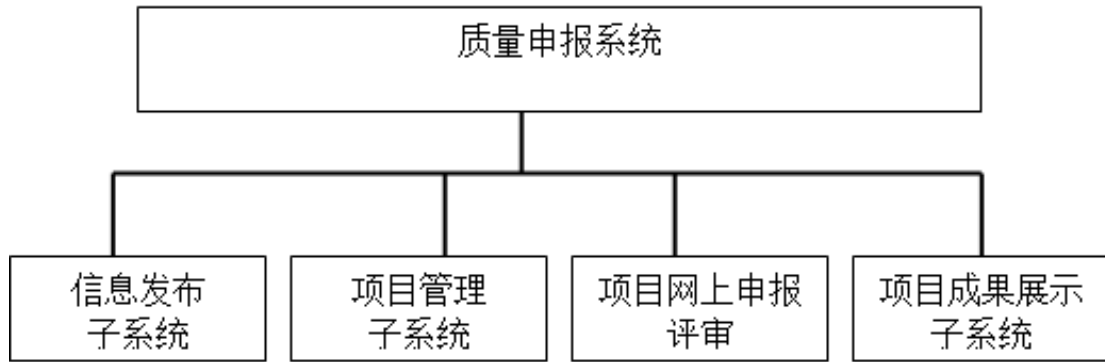 质量申报系统
信息发布
子系统
项目管理
子系统
项目网上申报
评审
项目成果展示
子系统